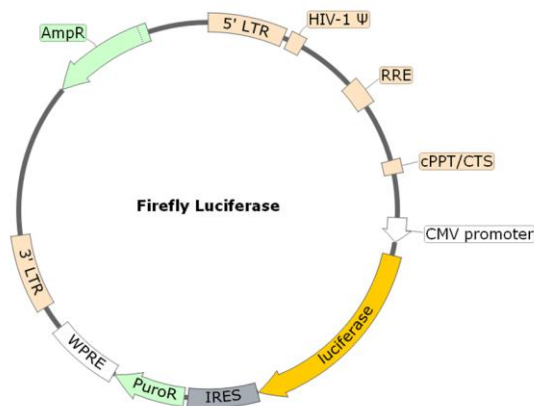 AmpR
5' LTR
HIV-1 Ψ
RRE
cPPT/CTS
Firefly Luciferase
CMV promoter
luciferase
IRES
PuroR
WPRE
3' LTR